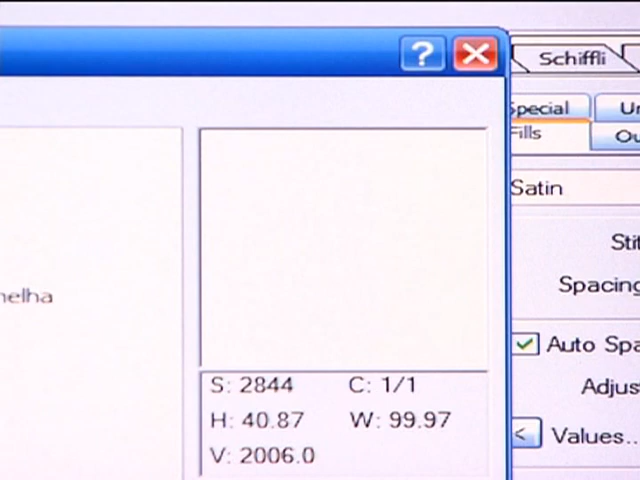 Schiffli
Special
Fills
Satin
Spacing
Auto Spa
Adjus
< Values...
S: 2844 C: 1/1
H: 40.87 W: 99.97
V: 2006.0
nelha